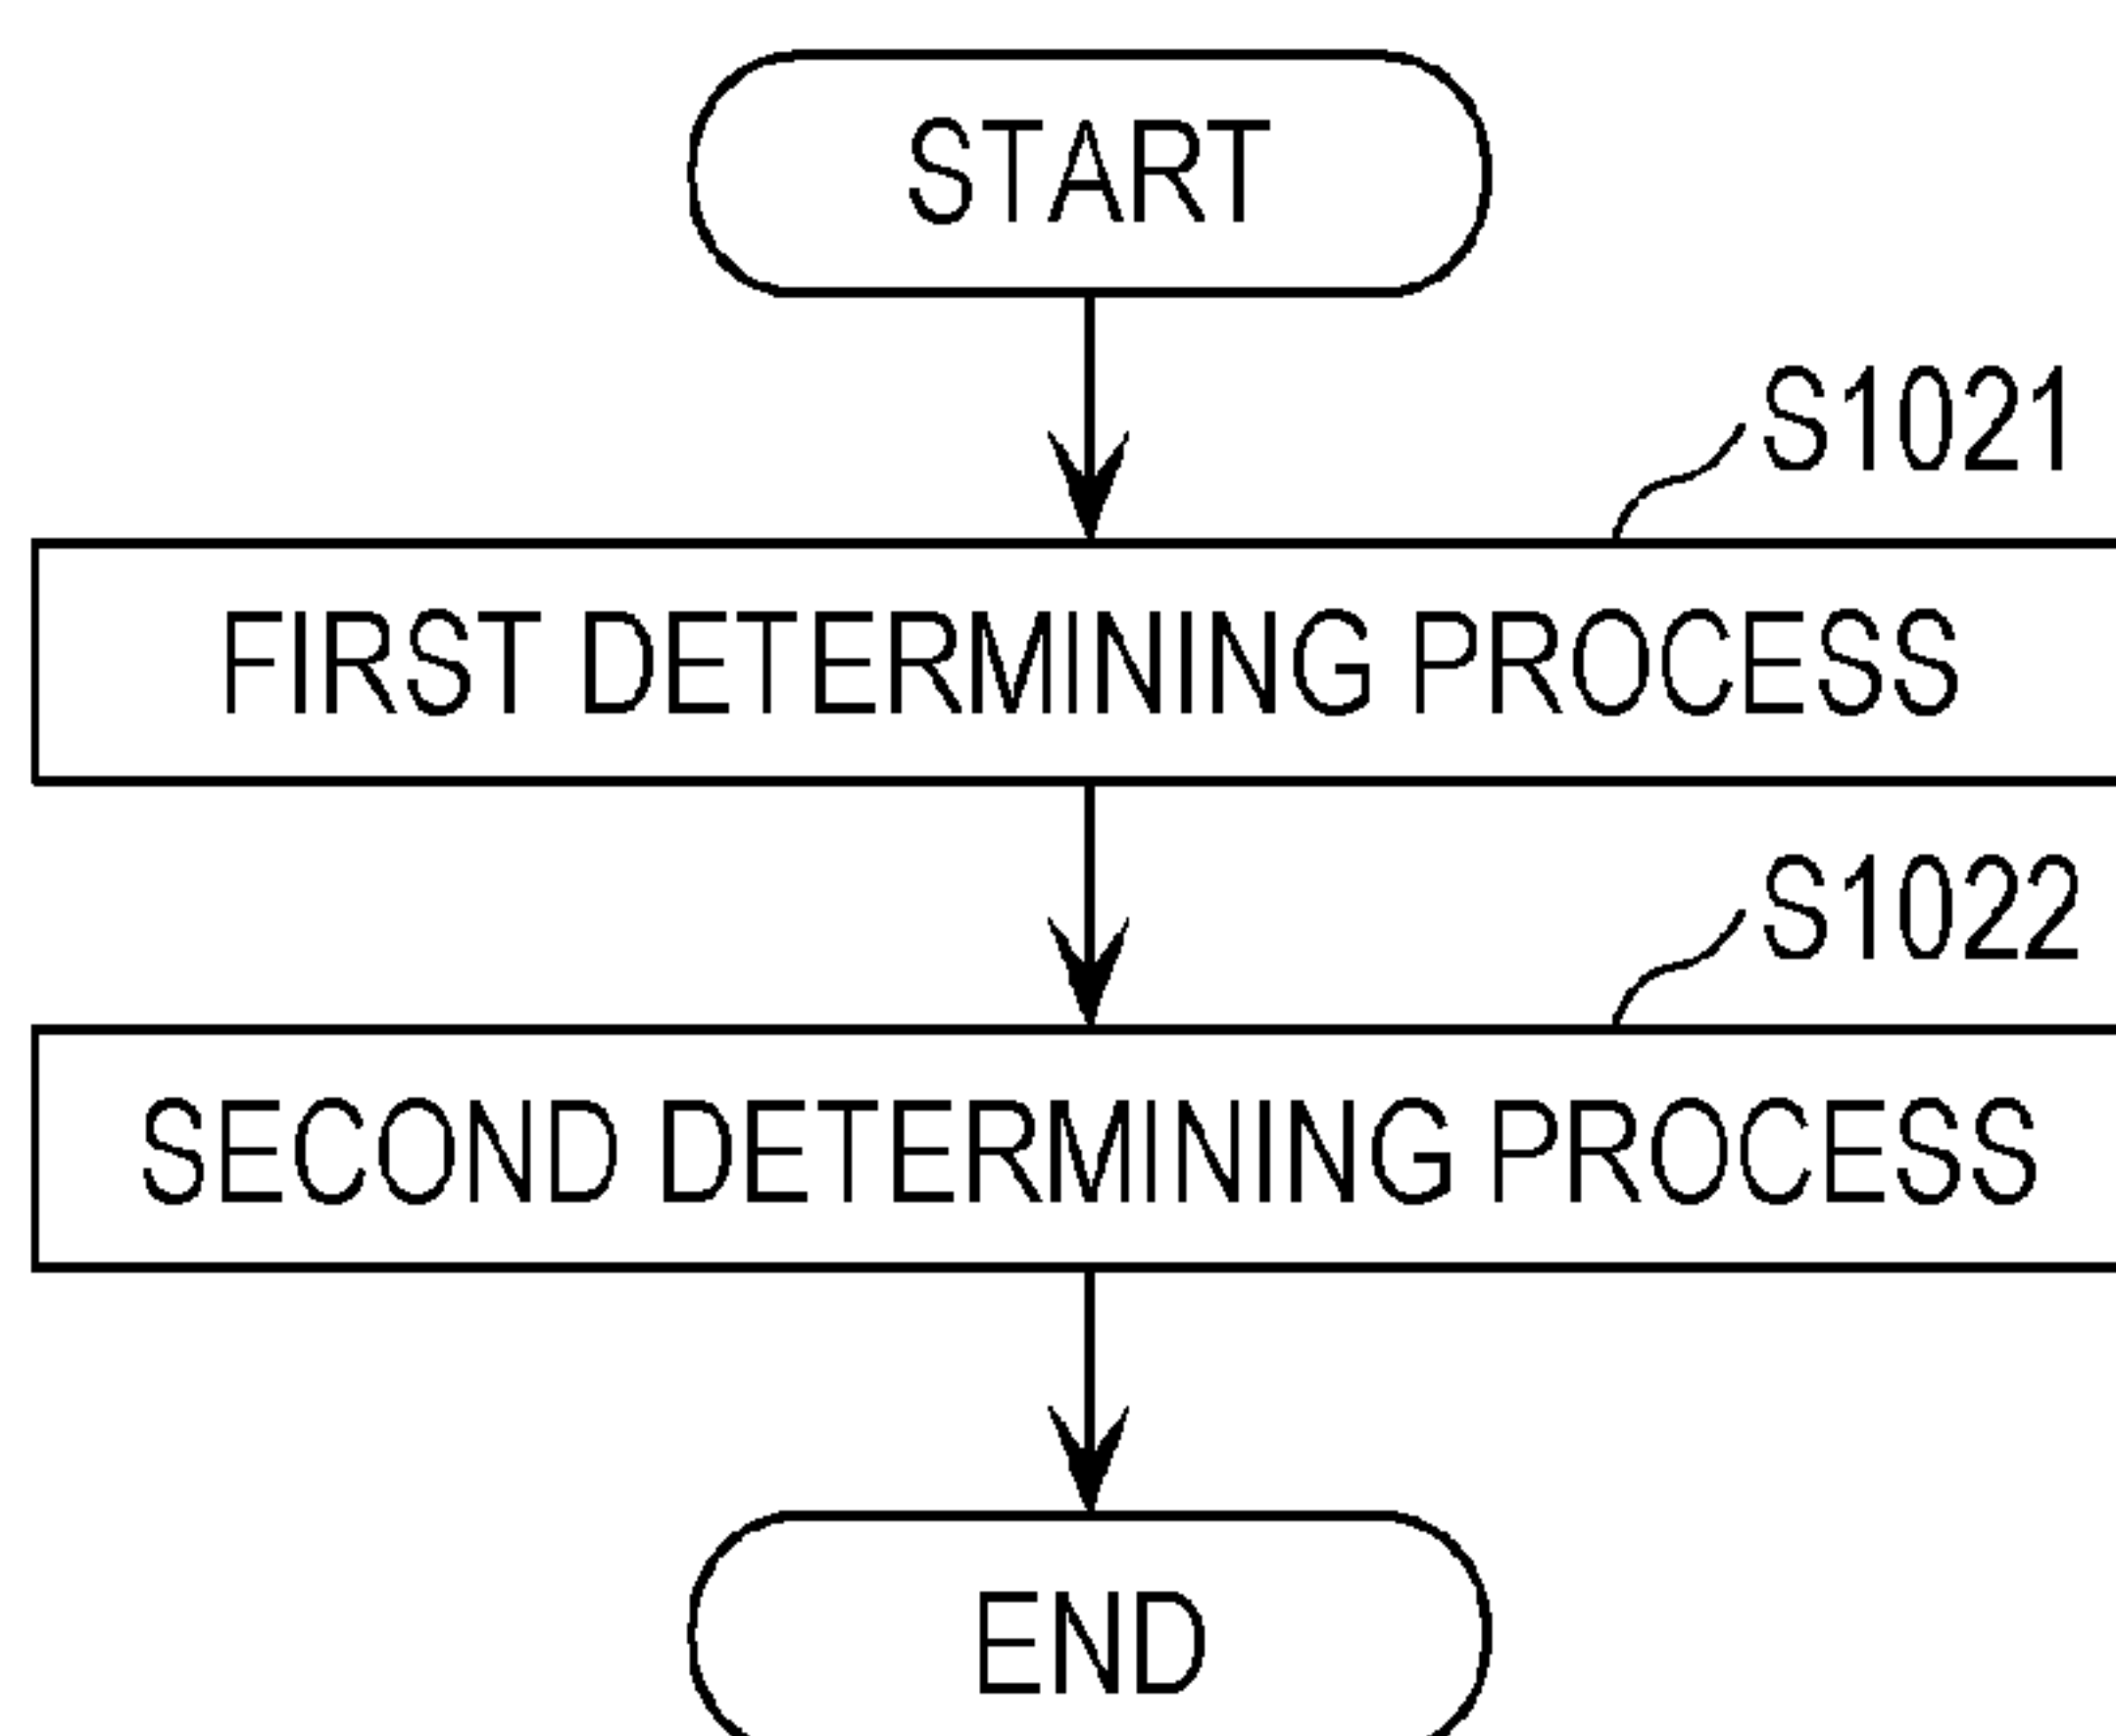 START
S1021
FIRST DETERMINING PROCESS
S1022
SECOND DETERMINING PROCESS
END